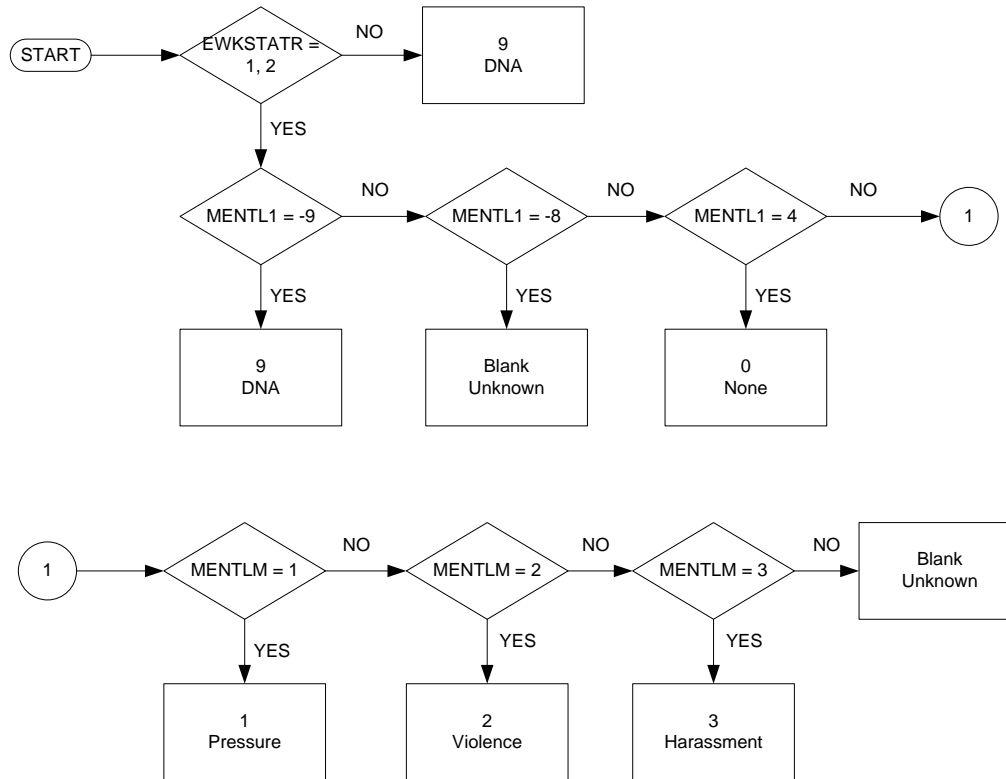 START
EWKSTATR =
1, 2
NO
9
DNA
YES
MENTL1 = -9
NO
MENTL1 = -8
NO
MENTL1 = 4
NO
1
YES
YES
YES
9
DNA
Blank
Unknown
0
None
1
MENTLM = 1
NO
MENTLM = 2
NO
MENTLM = 3
NO
Blank
Unknown
YES
YES
YES
1
Pressure
2
Violence
3
Harassment